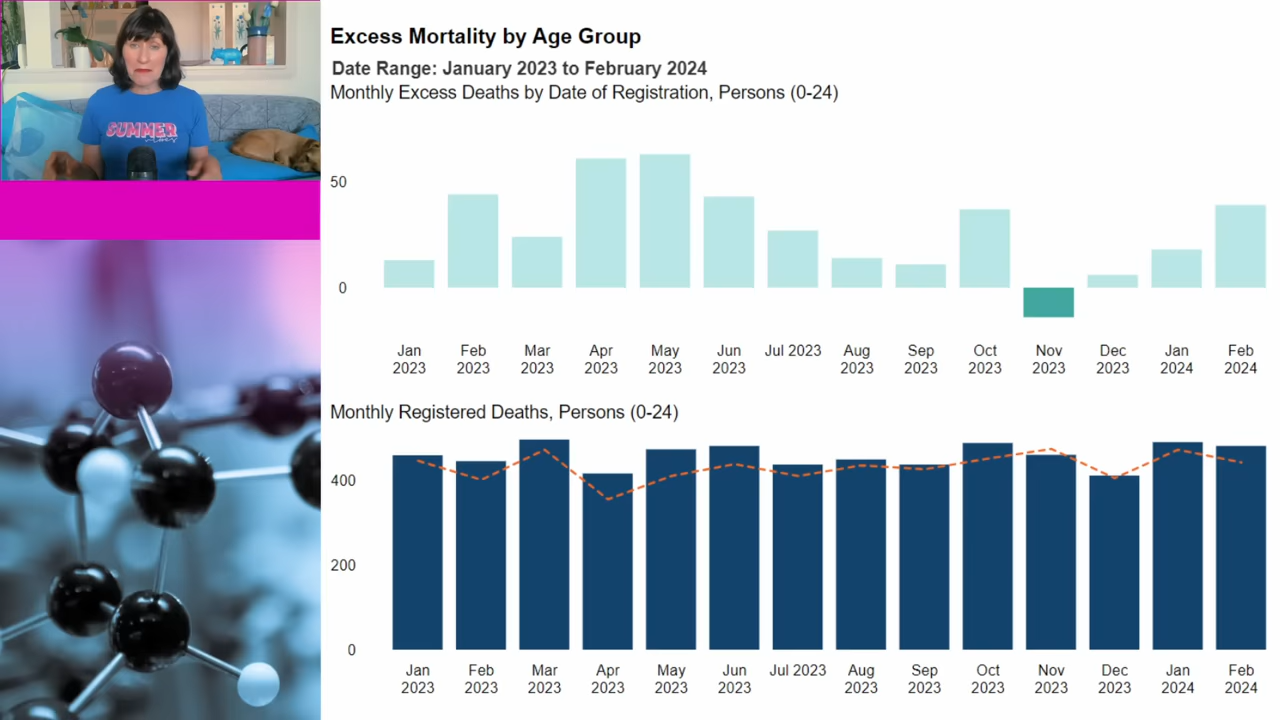 SUMMER
Excess Mortality by Age Group
Date Range: January 2023 to February 2024
Monthly Excess Deaths by Date of Registration, Persons (0-24)
50
0
Jan Feb Mar Apr May Jun Jul 2023 Aug Sep Oct Nov Dec Jan Feb
2023 2023 2023 2023 2023 2023 2023 2023 2023 2023 2023 2024 2024
Monthly Registered Deaths, Persons (0-24)
400
200
0
Jan Feb Mar Apr May Jun Jul 2023 Aug Sep Oct Nov Dec Jan Feb
2023 2023 2023 2023 2023 2023 2023 2023 2023 2023 2023 2024 2024